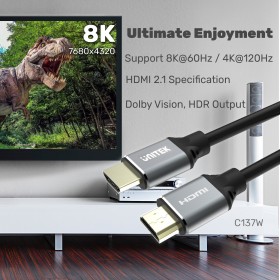 8K
7680x4320
Ultimate Enjoyment
Support 8K@60Hz / 4K@120Hz
HDMI 2.1 Specification
Dolby Vision, HDR Output
UNITEK
HDMI
C137W